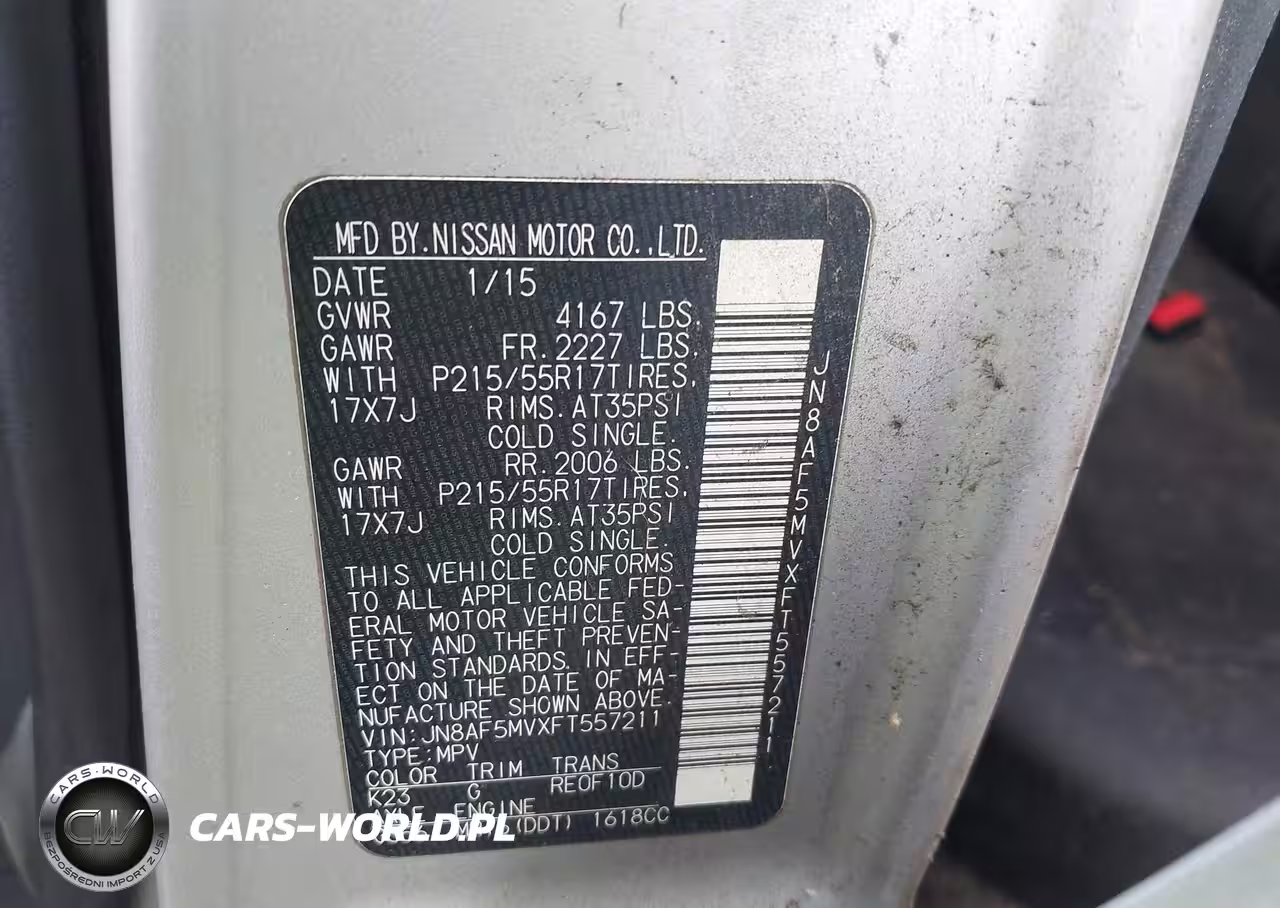 MFD BY.NISSAN MOTOR CO.,LTD.
DATE 1/15
GVWR 4167 LBS.
GAWR FR.2227 LBS.
WITH P215/55R17TIRES,
17X7J RIMS.AT35PSI
COLD SINGLE.
GAWR RR.2006 LBS.
WITH P215/55R17TIRES,
17X7J RIMS.AT35PSI
COLD SINGLE.
THIS VEHICLE CONFORMS
TO ALL APPLICABLE FED-
ERAL MOTOR VEHICLE SA-
FETY AND THEFT PREVEN-
TION STANDARDS IN EFF-
ECT ON THE DATE OF MA-
NUFACTURE SHOWN ABOVE.
VIN:JN8AF5MVXFT557211
TYPE:MPV
COLOR TRIM TRANS
K23 G RE0F10D
ENGINE
(DDT) 1618CC
JN8AF5MVXFT557211
CARS-WORLD
CW
BEZPOŚREDNI IMPORT Z USA
CARS-WORLD.PL